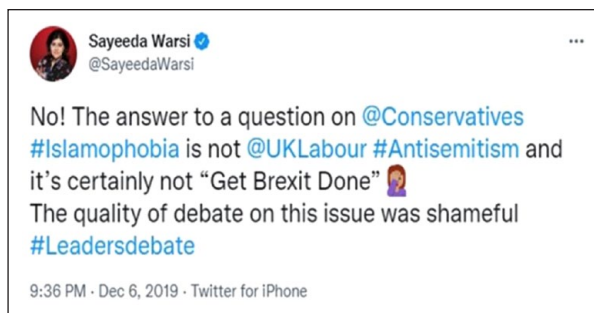 Sayeeda Warsi
@SayeedaWarsi
No! The answer to a question on @Conservatives
#Islamophobia is not @UKLabour #Antisemitism and
it's certainly not “Get Brexit Done” 🤦🏽‍♀️
The quality of debate on this issue was shameful
#Leadersdebate
9:36 PM · Dec 6, 2019 · Twitter for iPhone